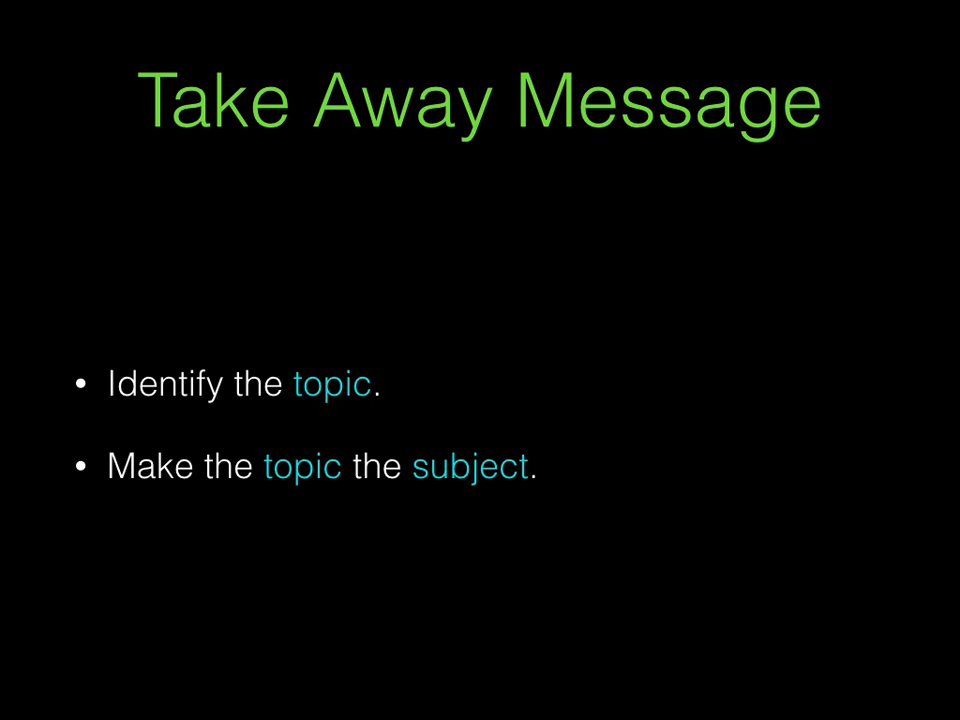 Take Away Message
• Identify the topic.
• Make the topic the subject.